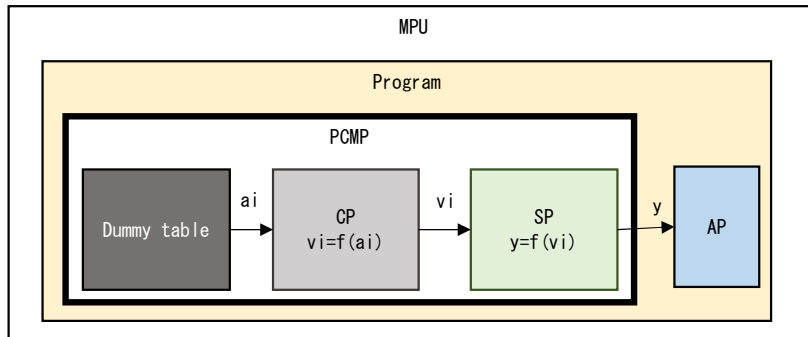 MPU
Program
PCMP
ai
vi
y
Dummy table
CP
vi=f(ai)
SP
y=f(vi)
AP